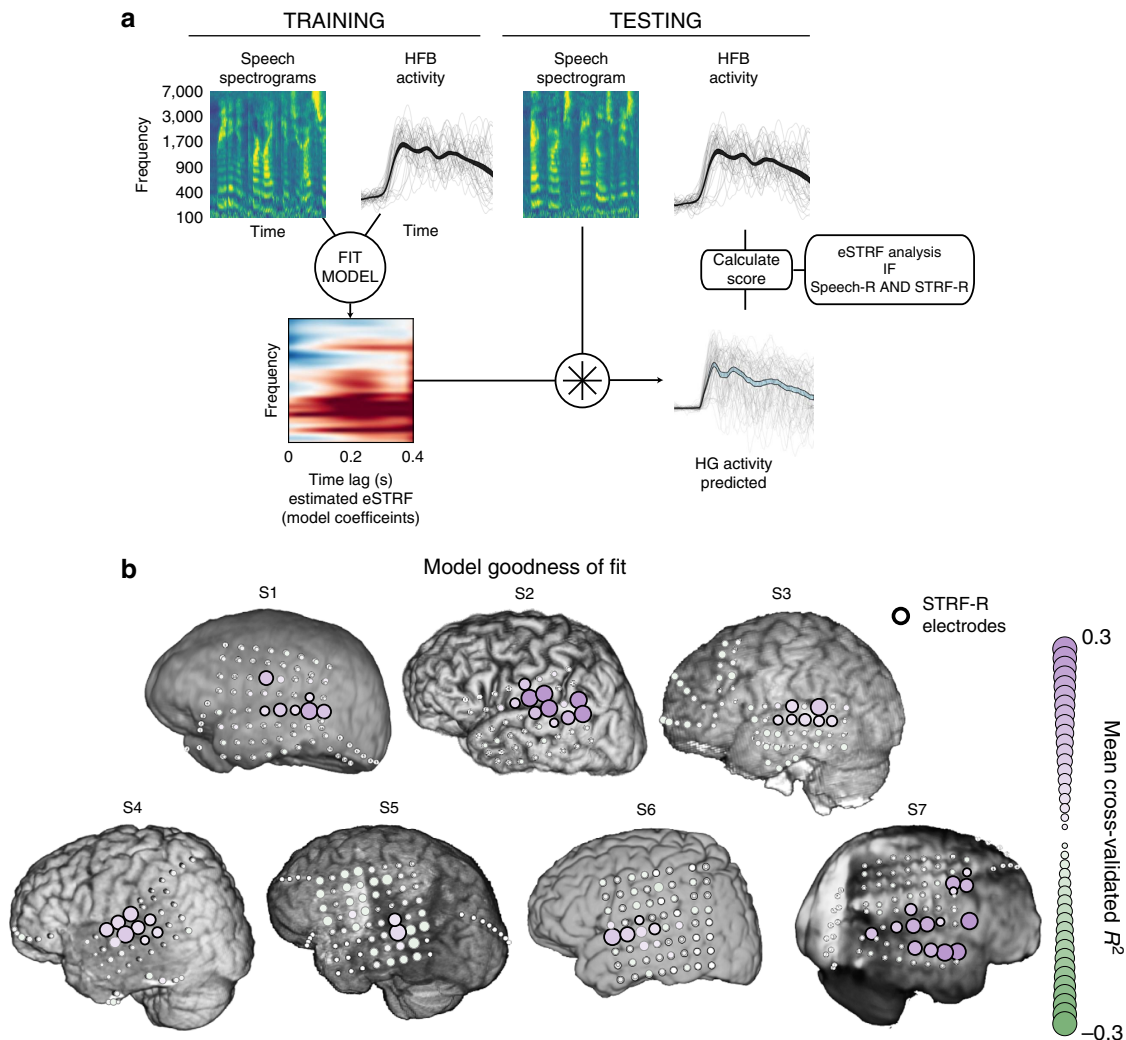 a
TRAINING
TESTING
Speech
spectrograms
HFB
activity
Speech
spectrogram
HFB
activity
7,000
3,000
1,700
900
400
100
Frequency
Time
Time
FIT
MODEL
Calculate
score
eSTRF analysis
IF
Speech-R AND STRF-R
Frequency
0
0.2
0.4
Time lag (s)
estimated eSTRF
(model coefficeints)
HG activity
predicted
b
Model goodness of fit
S1
S2
S3
STRF-R
electrodes
0.3
S4
S5
S6
S7
Mean cross-validated R²
–0.3